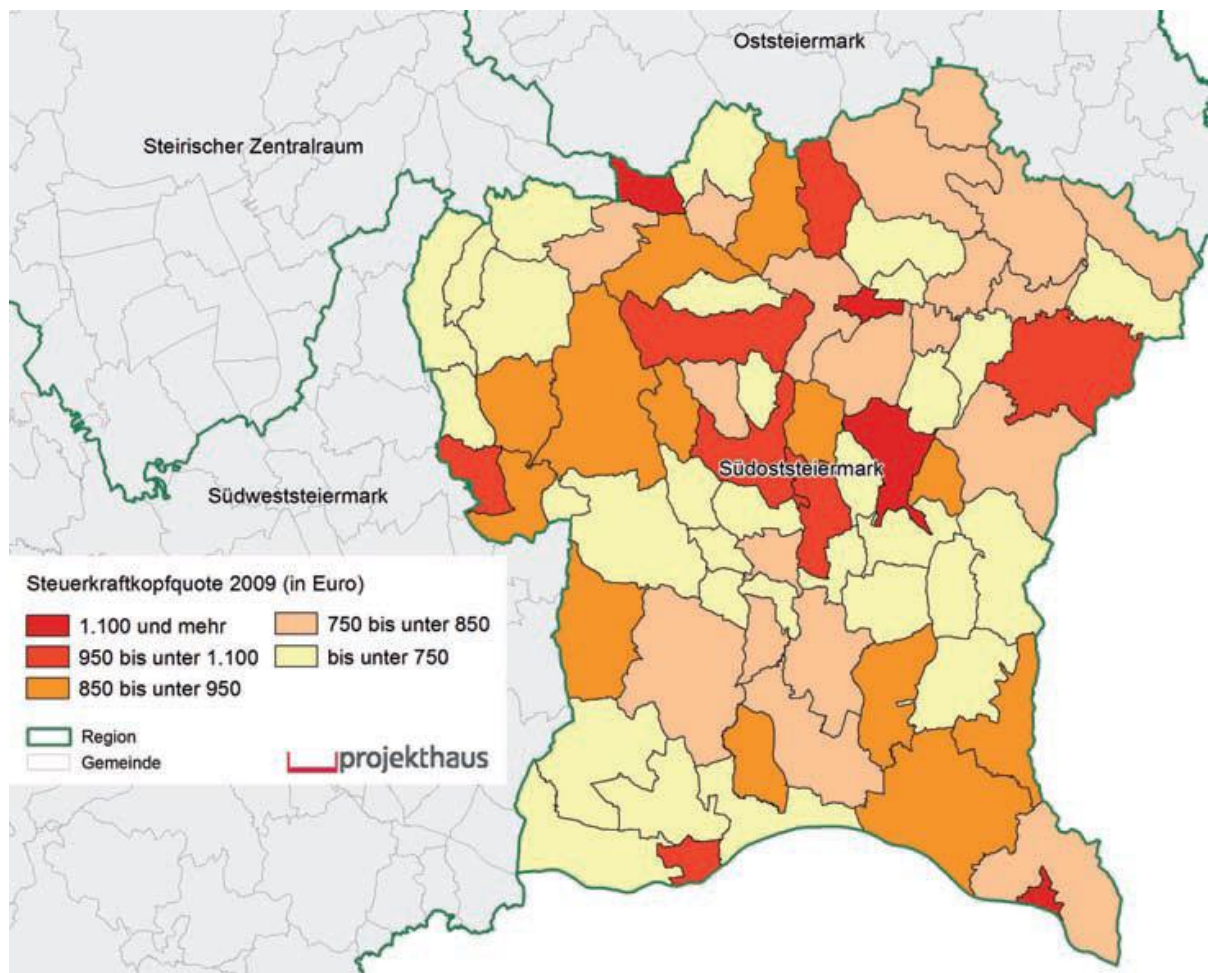 Oststeiermark
Steirischer Zentralraum
Südoststeiermark
Südweststeiermark
Steuerkraftkopfquote 2009 (in Euro)
1.100 und mehr
950 bis unter 1.100
850 bis unter 950
750 bis unter 850
bis unter 750
Region
Gemeinde
projekthaus